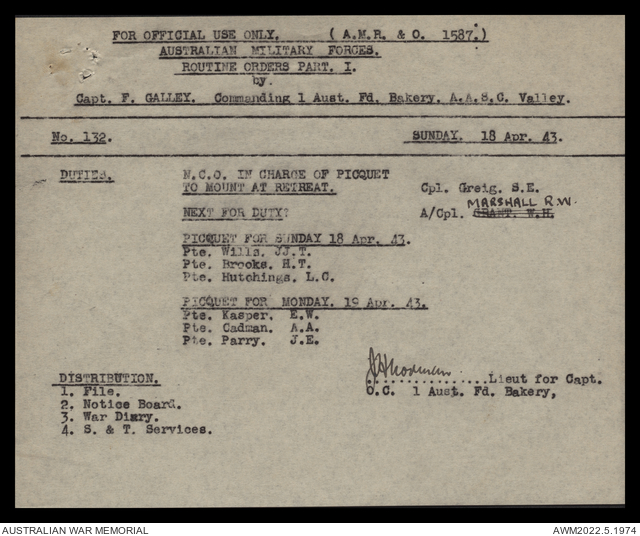 FOR OFFICIAL USE ONLY. (A.M.R. & O. 1587.)
AUSTRALIAN MILITARY FORCES.
ROUTINE ORDERS PART. I.
by.
Capt. F. GALLEY. Commanding 1 Aust. Fd. Bakery. A.A.S.C. Valley.
No. 132. SUNDAY. 18 Apr. 43.
DUTIES. N.C.O. IN CHARGE OF PICQUET
TO MOUNT AT RETREAT. Cpl. Greig. S.E.
MARSHALL R.W.
NEXT FOR DUTY? A/Cpl. GRANT. W.H.
PICQUET FOR SUNDAY 18 Apr. 43.
Pte. Wills. JJ.T.
Pte. Brooks. H.T.
Pte. Hutchings. L.C.
PICQUET FOR MONDAY. 19 Apr. 43.
Pte. Kasper. E.W.
Pte. Cadman. A.A.
Pte. Parry. J.E.
DISTRIBUTION. ...............Lieut for Capt.
1. File. O.C. 1 Aust. Fd. Bakery,
2. Notice Board.
3. War Diary.
4. S. & T. Services.
AUSTRALIAN WAR MEMORIAL AWM2022.5.1974